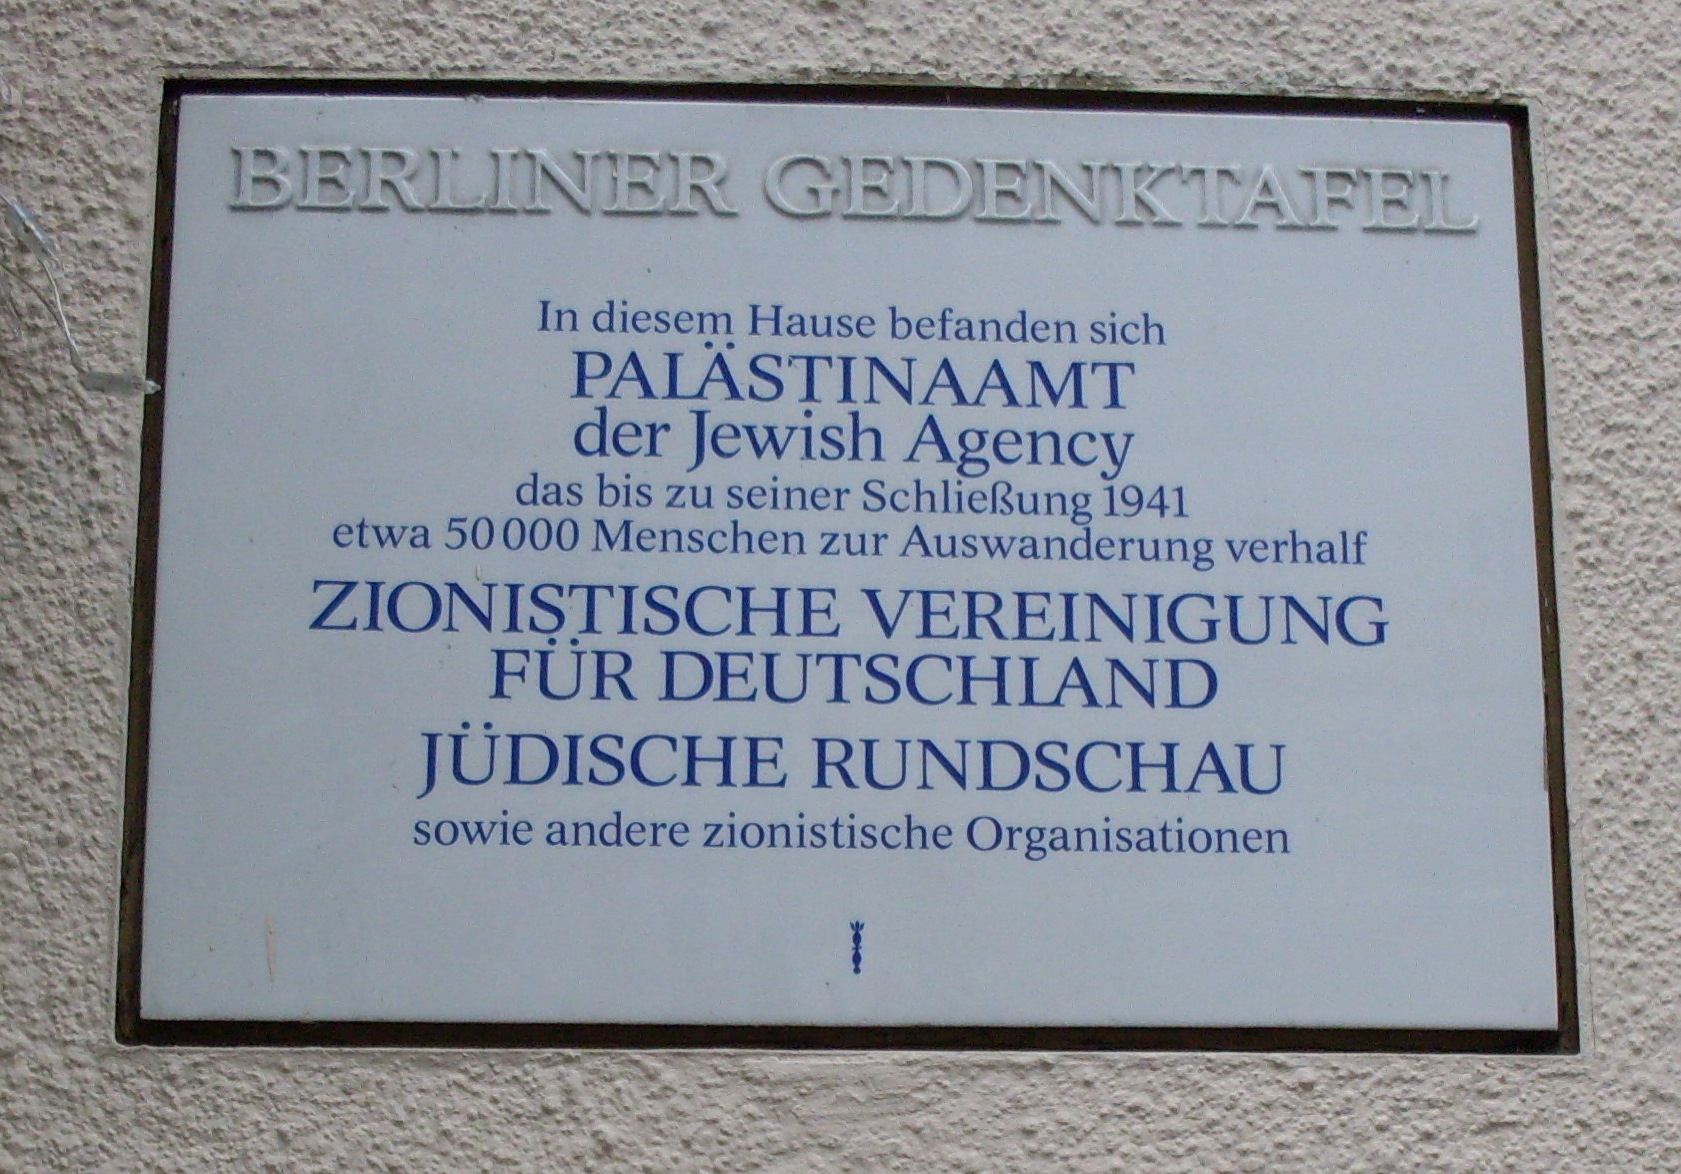 BERLINER GEDENKTAFEL
In diesem Hause befanden sich
PALÄSTINAAMT
der Jewish Agency
das bis zu seiner Schließung 1941
etwa 50 000 Menschen zur Auswanderung verhalf
ZIONISTISCHE VEREINIGUNG
FÜR DEUTSCHLAND
JÜDISCHE RUNDSCHAU
sowie andere zionistische Organisationen